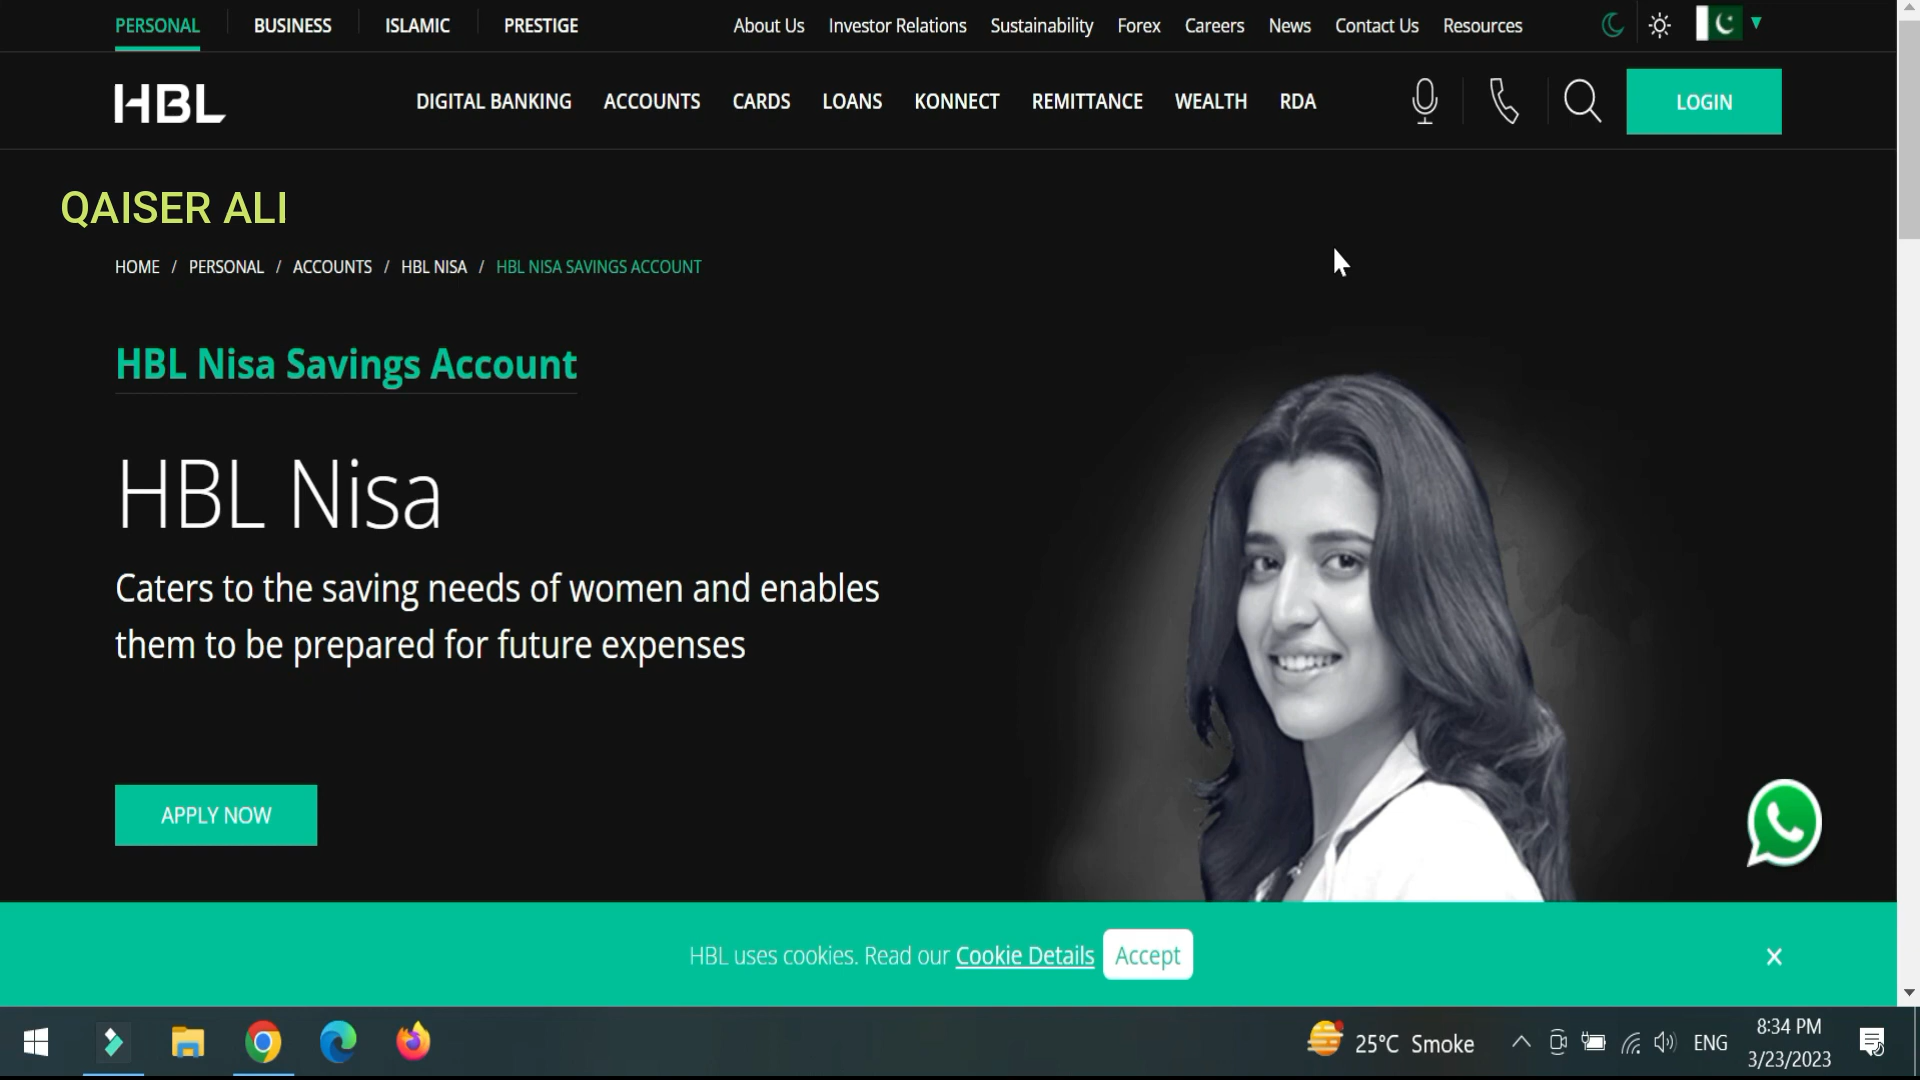 PERSONAL BUSINESS ISLAMIC PRESTIGE About Us Investor Relations Sustainability Forex Careers News Contact Us Resources
HBL DIGITAL BANKING ACCOUNTS CARDS LOANS KONNECT REMITTANCE WEALTH RDA LOGIN
QAISER ALI
HOME / PERSONAL / ACCOUNTS / HBL NISA / HBL NISA SAVINGS ACCOUNT
HBL Nisa Savings Account
HBL Nisa
Caters to the saving needs of women and enables
them to be prepared for future expenses
APPLY NOW
HBL uses cookies. Read our Cookie Details Accept
25°C Smoke ENG 8:34 PM
3/23/2023